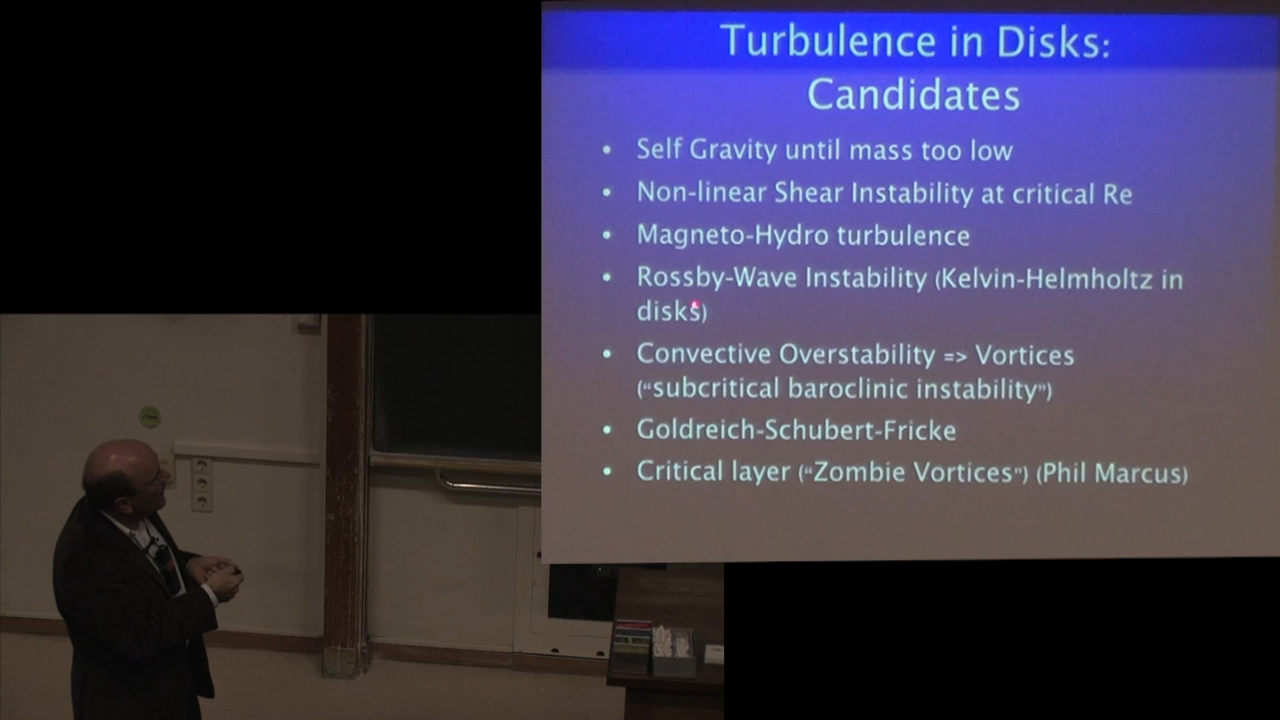 Turbulence in Disks:
Candidates
• Self Gravity until mass too low
• Non-linear Shear Instability at critical Re
• Magneto-Hydro turbulence
• Rossby-Wave Instability (Kelvin-Helmholtz in
disks)
• Convective Overstability => Vortices
(“subcritical baroclinic instability”)
• Goldreich-Schubert-Fricke
• Critical layer (“Zombie Vortices”) (Phil Marcus)